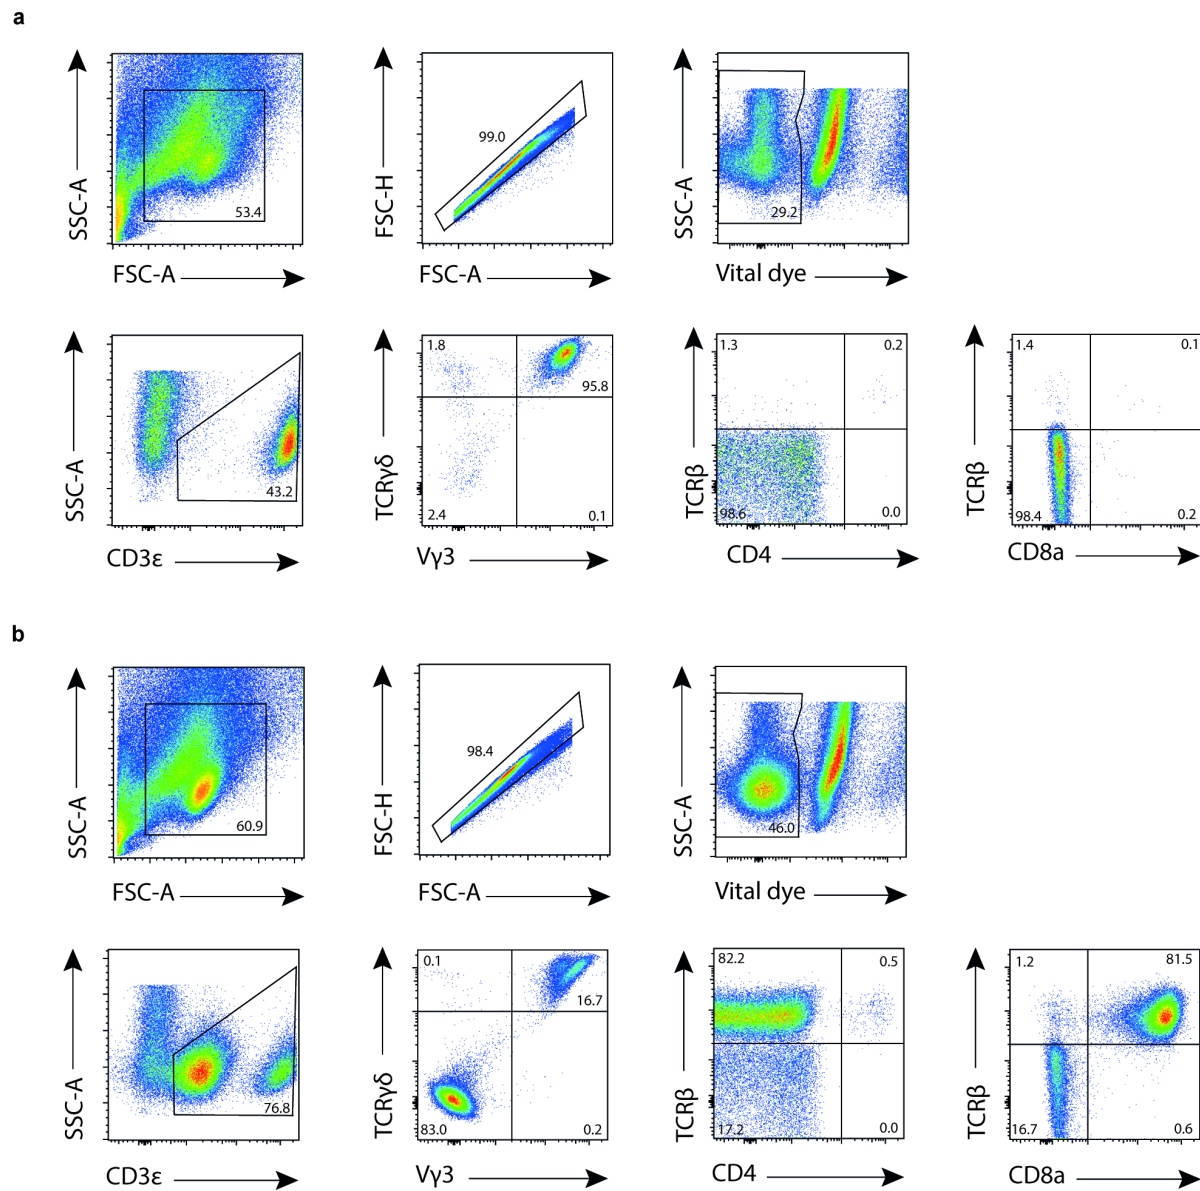 a
SSC-A
53.4
FSC-A
FSC-H
99.0
FSC-A
SSC-A
29.2
Vital dye
SSC-A
43.2
CD3ε
TCRγδ
1.8
95.8
2.4
0.1
Vγ3
TCRβ
1.3
0.2
98.6
0.0
CD4
TCRβ
1.4
0.1
98.4
0.2
CD8a
b
SSC-A
60.9
FSC-A
FSC-H
98.4
FSC-A
SSC-A
46.0
Vital dye
SSC-A
76.8
CD3ε
TCRγδ
0.1
16.7
83.0
0.2
Vγ3
TCRβ
82.2
0.5
17.2
0.0
CD4
TCRβ
1.2
81.5
16.7
0.6
CD8a